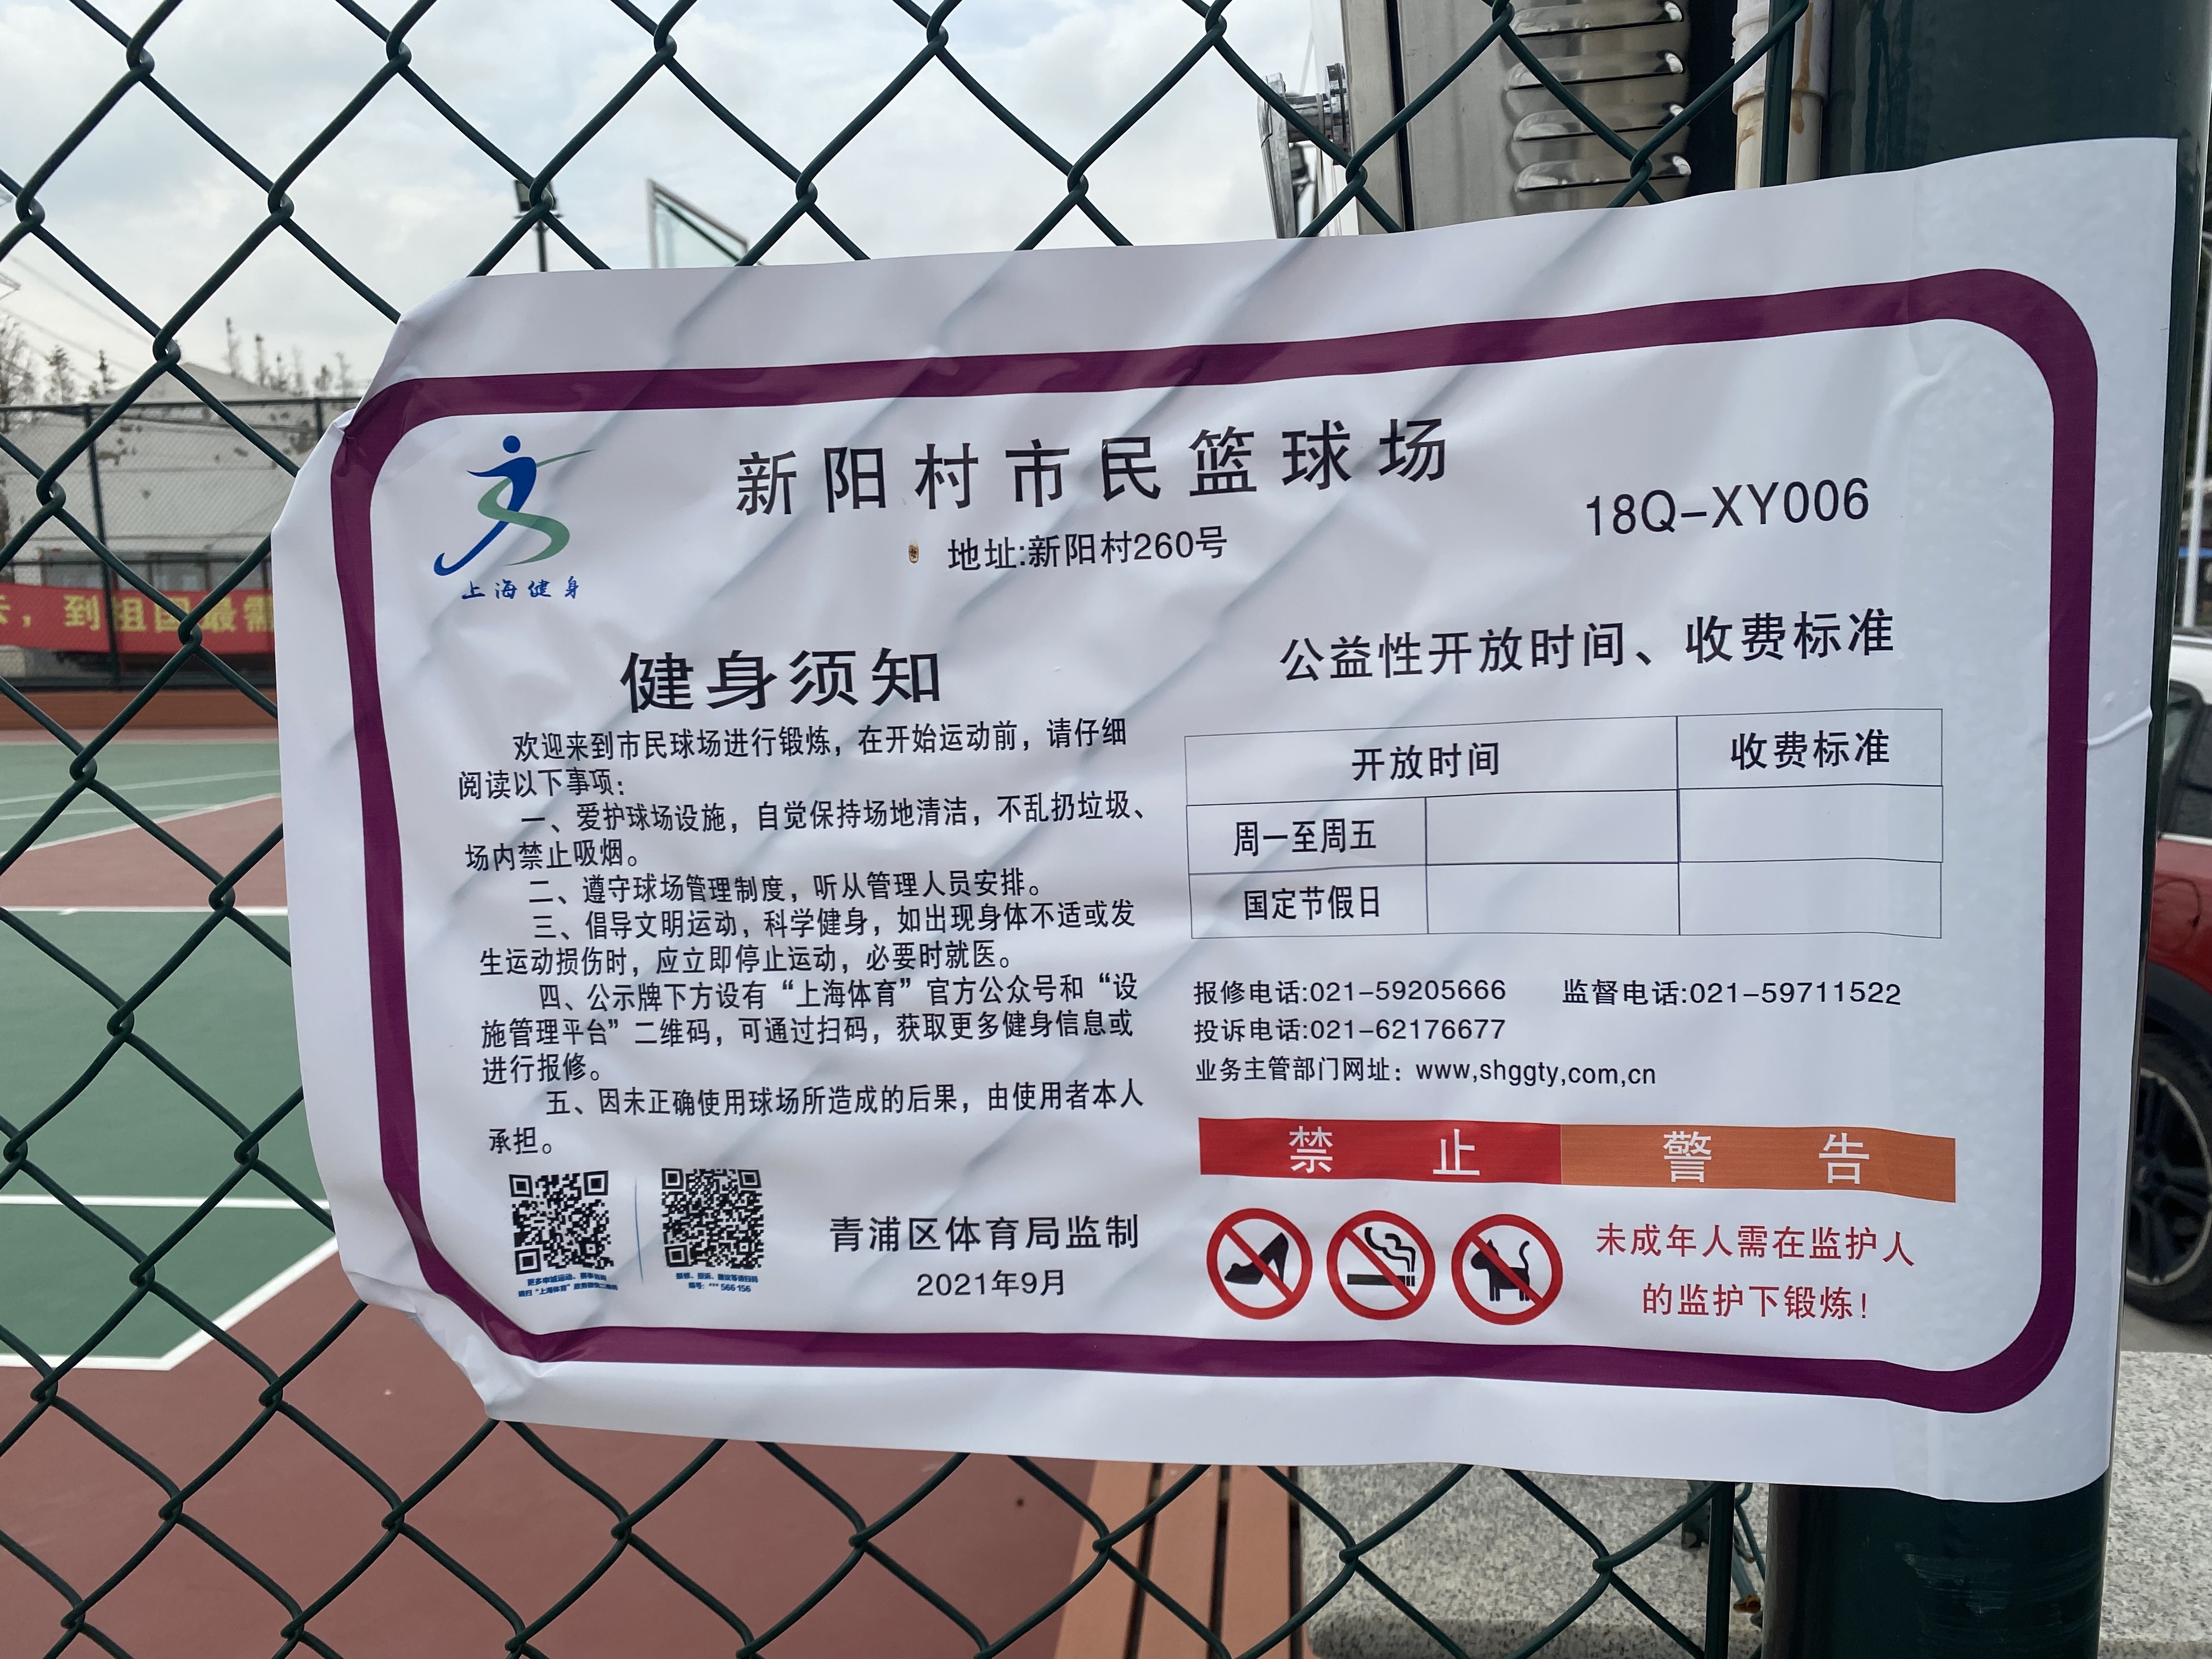 新阳村市民篮球场
18Q-XY006
地址:新阳村260号
上海健身
健身须知
欢迎来到市民球场进行锻炼，在开始运动前，请仔细
阅读以下事项：
一、爱护球场设施，自觉保持场地清洁，不乱扔垃圾、
场内禁止吸烟。
二、遵守球场管理制度，听从管理人员安排。
三、倡导文明运动，科学健身，如出现身体不适或发
生运动损伤时，应立即停止运动，必要时就医。
四、公示牌下方设有“上海体育”官方公众号和“设
施管理平台”二维码，可通过扫码，获取更多健身信息或
进行报修。
五、因未正确使用球场所造成的后果，由使用者本人
承担。
青浦区体育局监制
2021年9月
公益性开放时间、收费标准
开放时间 收费标准
周一至周五
国定节假日
报修电话:021-59205666 监督电话:021-59711522
投诉电话:021-62176677
业务主管部门网址：www,shggty,com,cn
禁止 警告
未成年人需在监护人
的监护下锻炼！
，到祖国最需